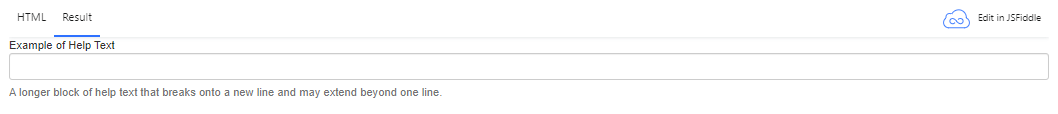 HTML Result Edit in JSFiddle
Example of Help Text
A longer block of help text that breaks onto a new line and may extend beyond one line.